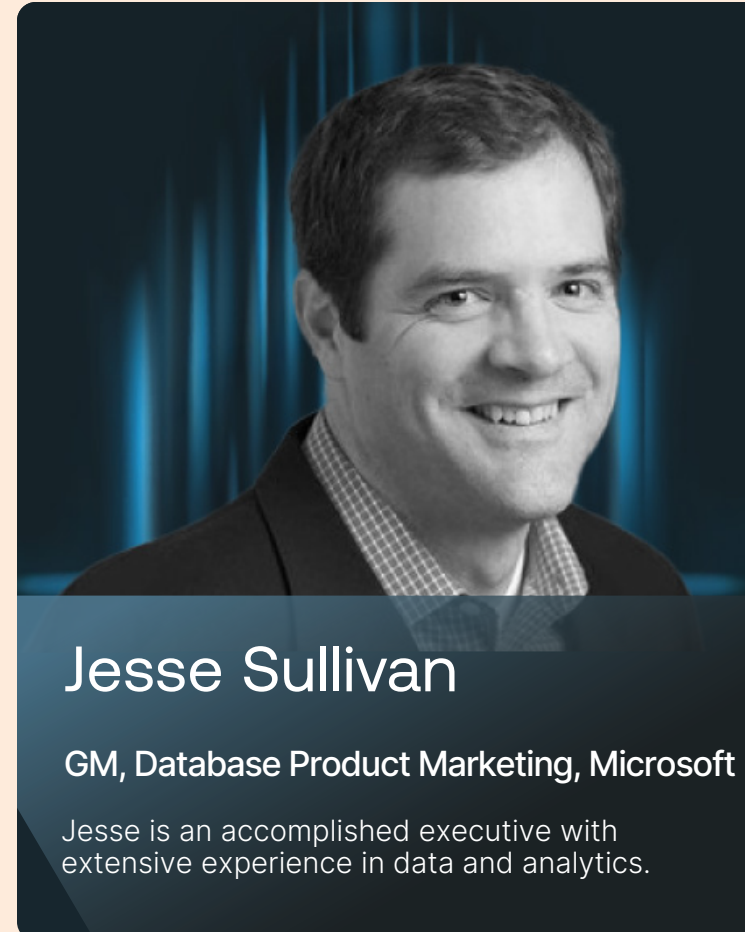 Jesse Sullivan
GM, Database Product Marketing, Microsoft
Jesse is an accomplished executive with
extensive experience in data and analytics.